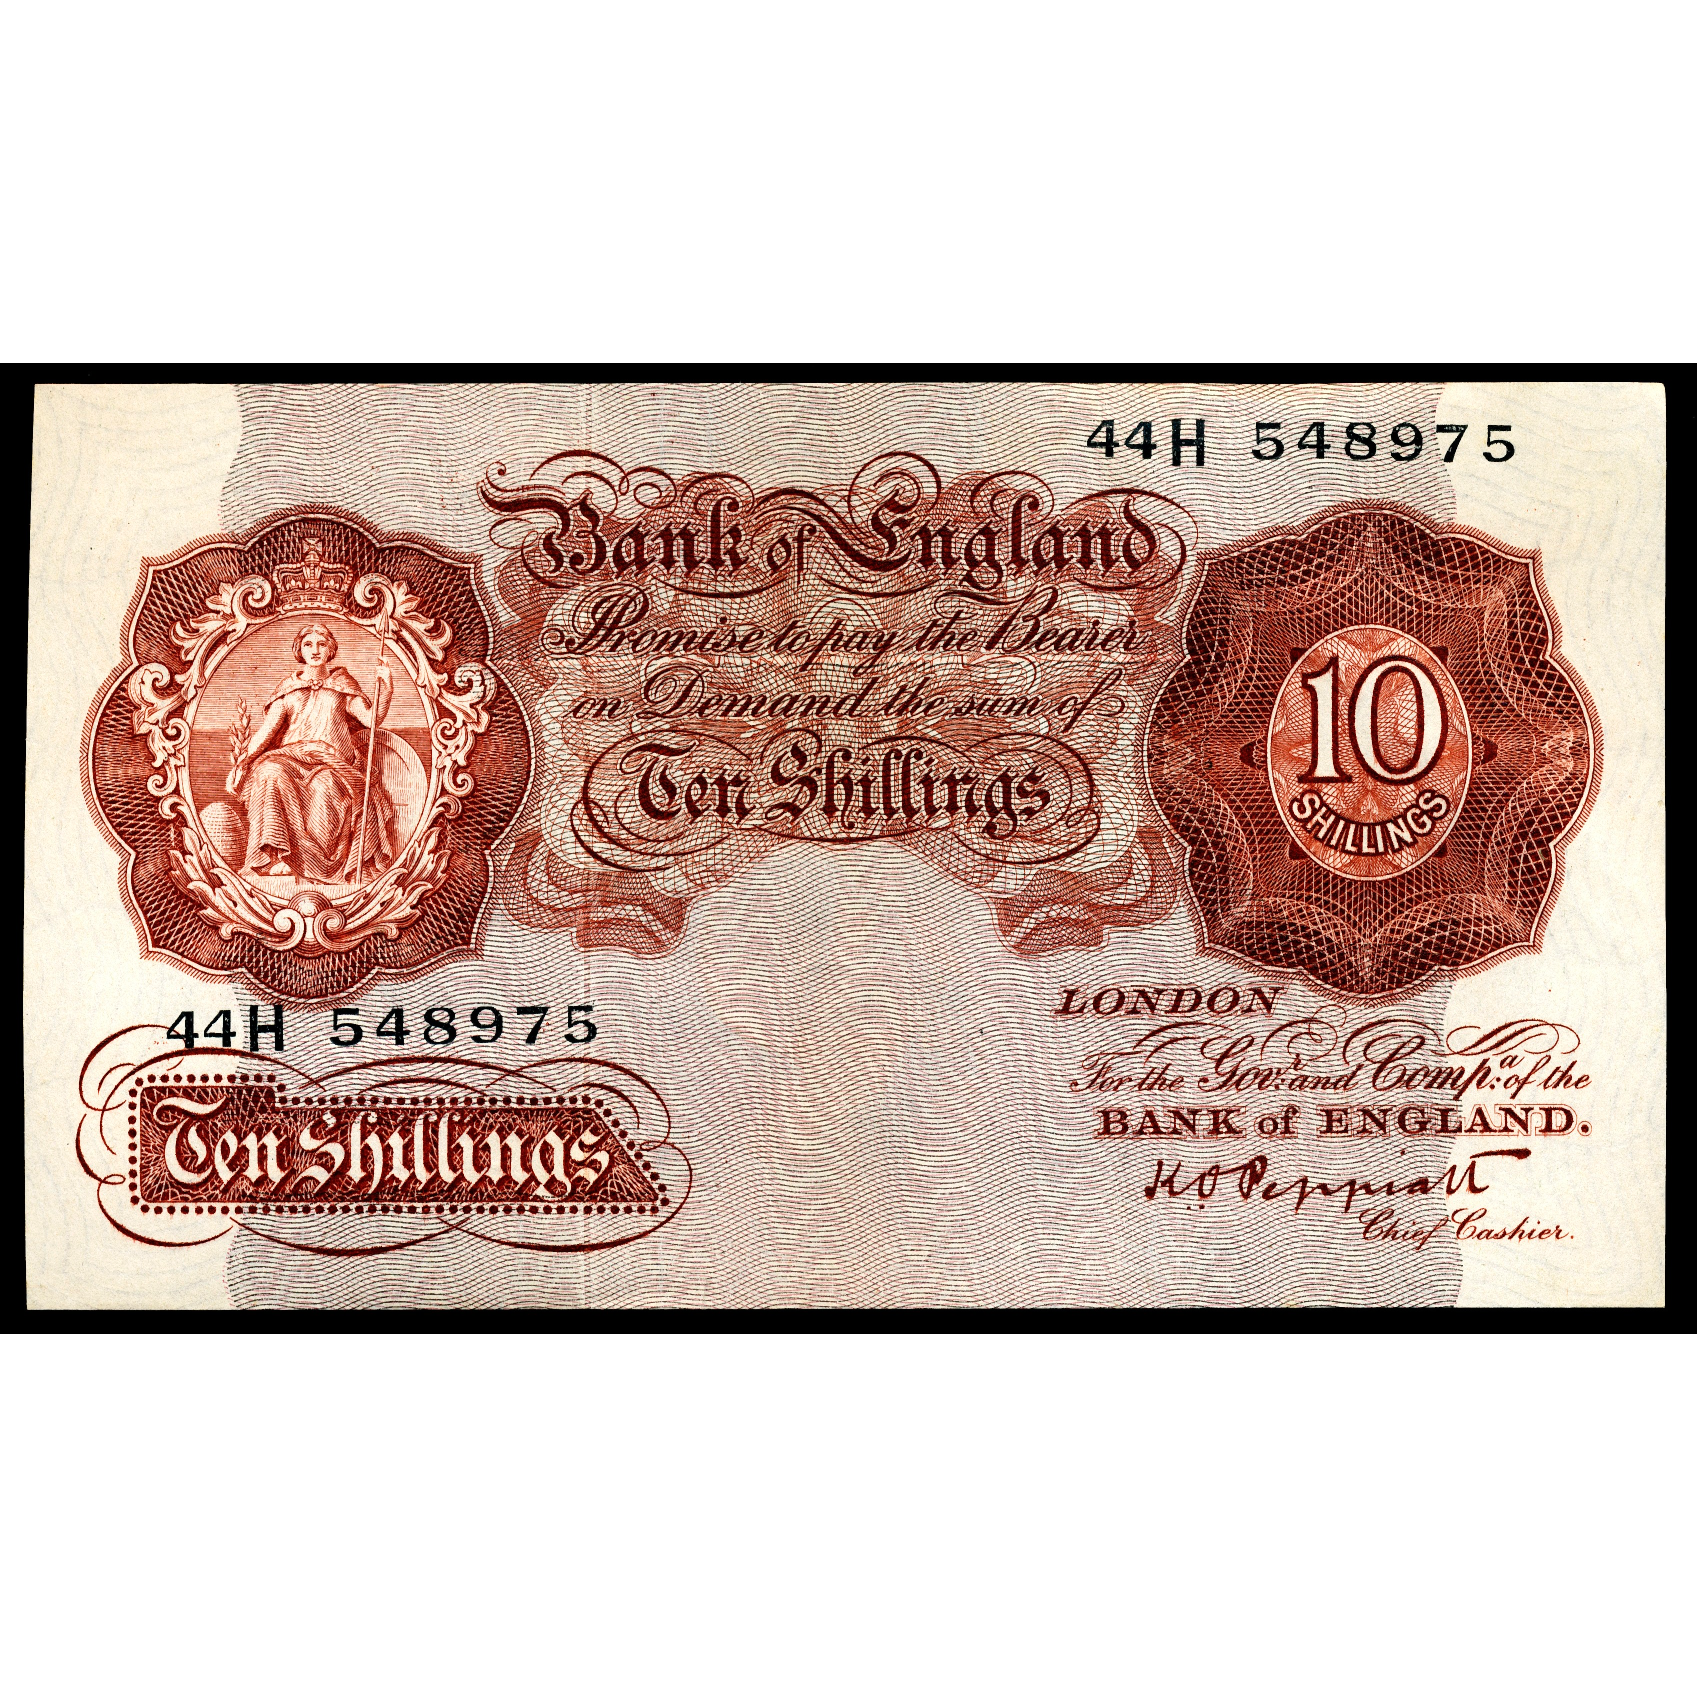 44H 548975
Bank of England
Promise to pay the Bearer
on Demand the sum of
Ten Shillings
10
SHILLINGS
44H 548975
Ten Shillings
LONDON
For the Govr: and Compa: of the
BANK of ENGLAND.
K.O. Peppiatt
Chief Cashier.